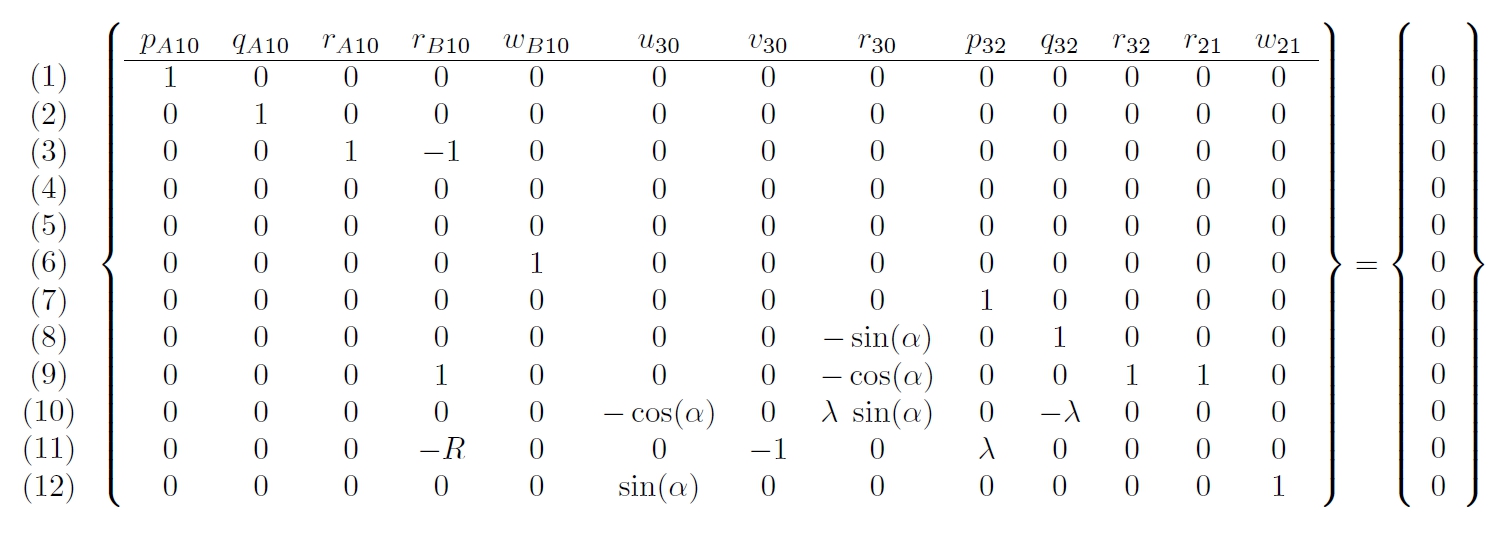 p_{A10} q_{A10} r_{A10} r_{B10} w_{B10} u_{30} v_{30} r_{30} p_{32} q_{32} r_{32} r_{21} w_{21}
(1) 1 0 0 0 0 0 0 0 0 0 0 0 0 0
(2) 0 1 0 0 0 0 0 0 0 0 0 0 0 0
(3) 0 0 1 −1 0 0 0 0 0 0 0 0 0 0
(4) 0 0 0 0 0 0 0 0 0 0 0 0 0 0
(5) 0 0 0 0 0 0 0 0 0 0 0 0 0 0
(6) 0 0 0 0 1 0 0 0 0 0 0 0 0 = 0
(7) 0 0 0 0 0 0 0 0 1 0 0 0 0 0
(8) 0 0 0 0 0 0 0 − sin(α) 0 1 0 0 0 0
(9) 0 0 0 1 0 0 0 − cos(α) 0 0 1 1 0 0
(10) 0 0 0 0 0 − cos(α) 0 λ sin(α) 0 −λ 0 0 0 0
(11) 0 0 0 −R 0 0 −1 0 λ 0 0 0 0 0
(12) 0 0 0 0 0 sin(α) 0 0 0 0 0 0 1 0